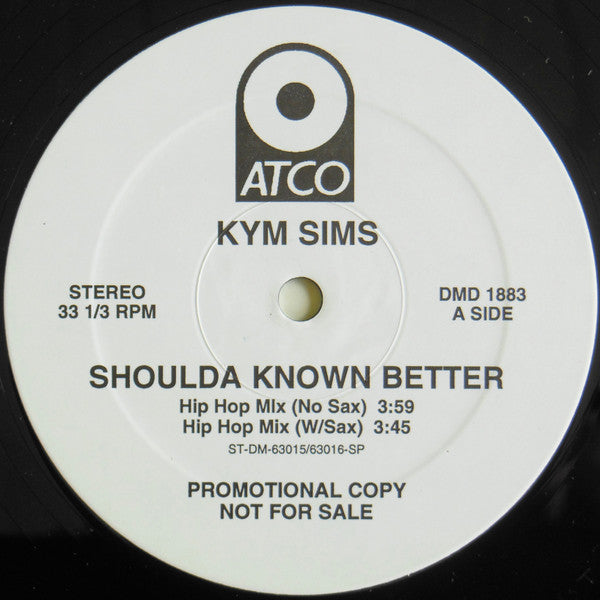 ATCO
KYM SIMS
STEREO
33 1/3 RPM
DMD 1883
A SIDE
SHOULDA KNOWN BETTER
Hip Hop MIx (No Sax) 3:59
Hip Hop Mix (W/Sax) 3:45
ST-DM-63015/63016-SP
PROMOTIONAL COPY
NOT FOR SALE